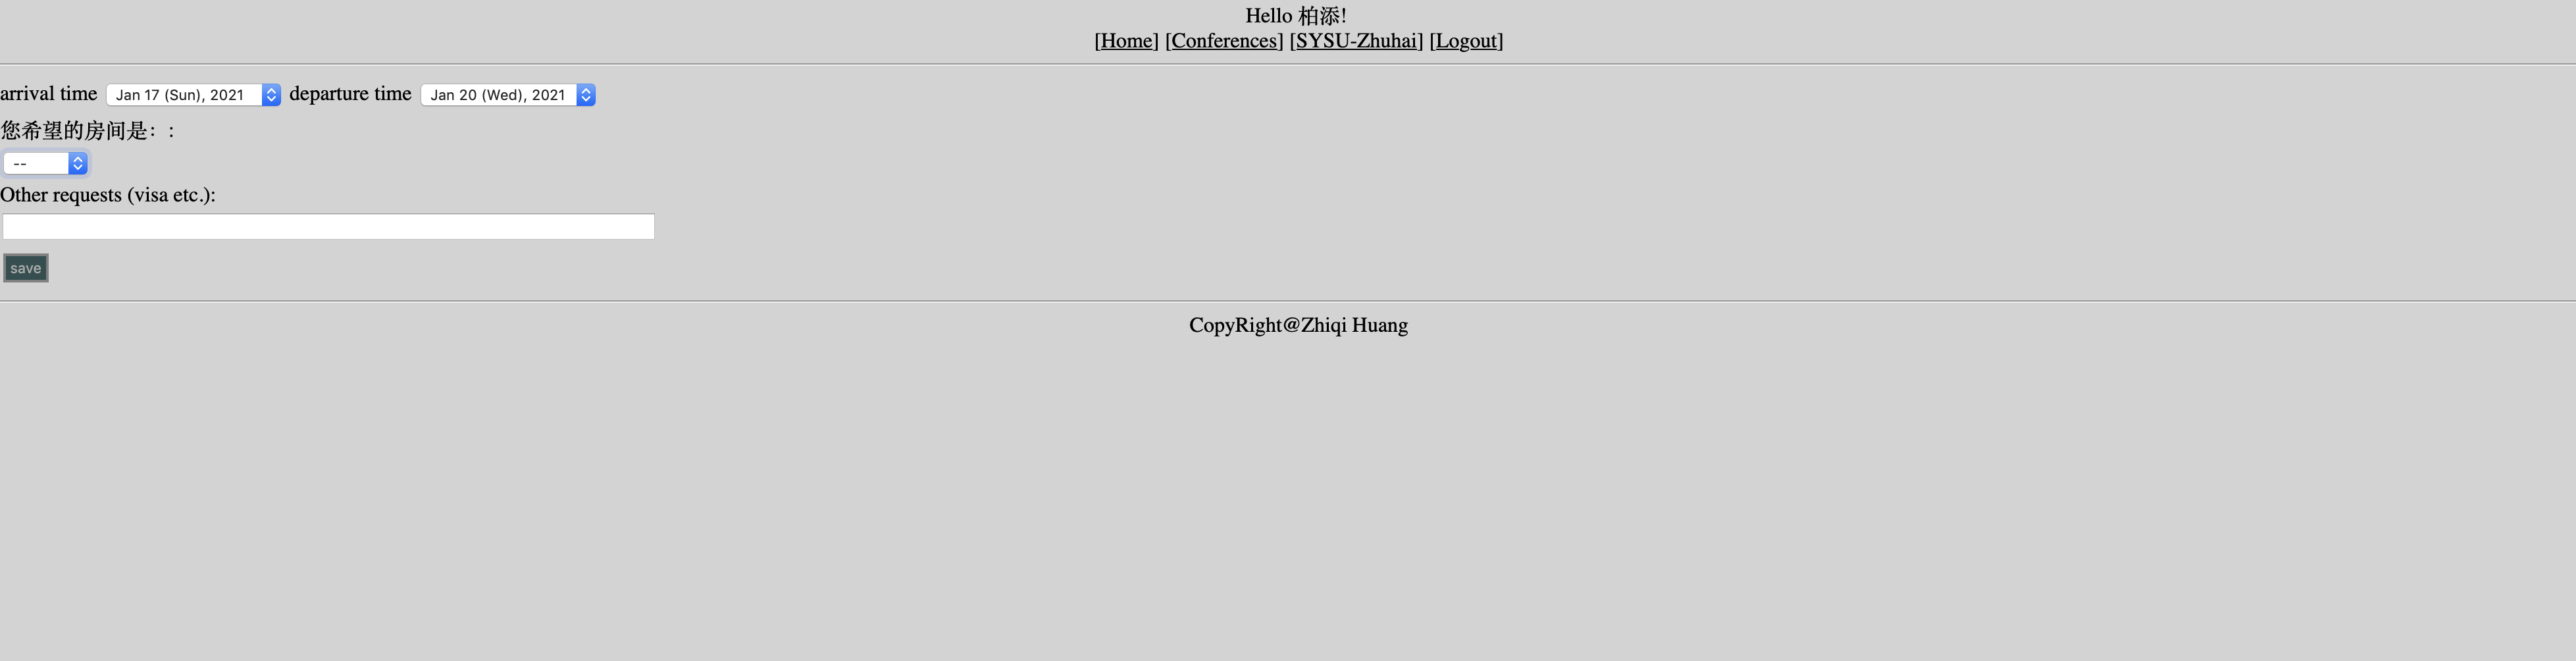 Hello 柏添!
[Home] [Conferences] [SYSU-Zhuhai] [Logout]
arrival time Jan 17 (Sun), 2021 departure time Jan 20 (Wed), 2021
您希望的房间是：:
--
Other requests (visa etc.):
save
CopyRight@Zhiqi Huang